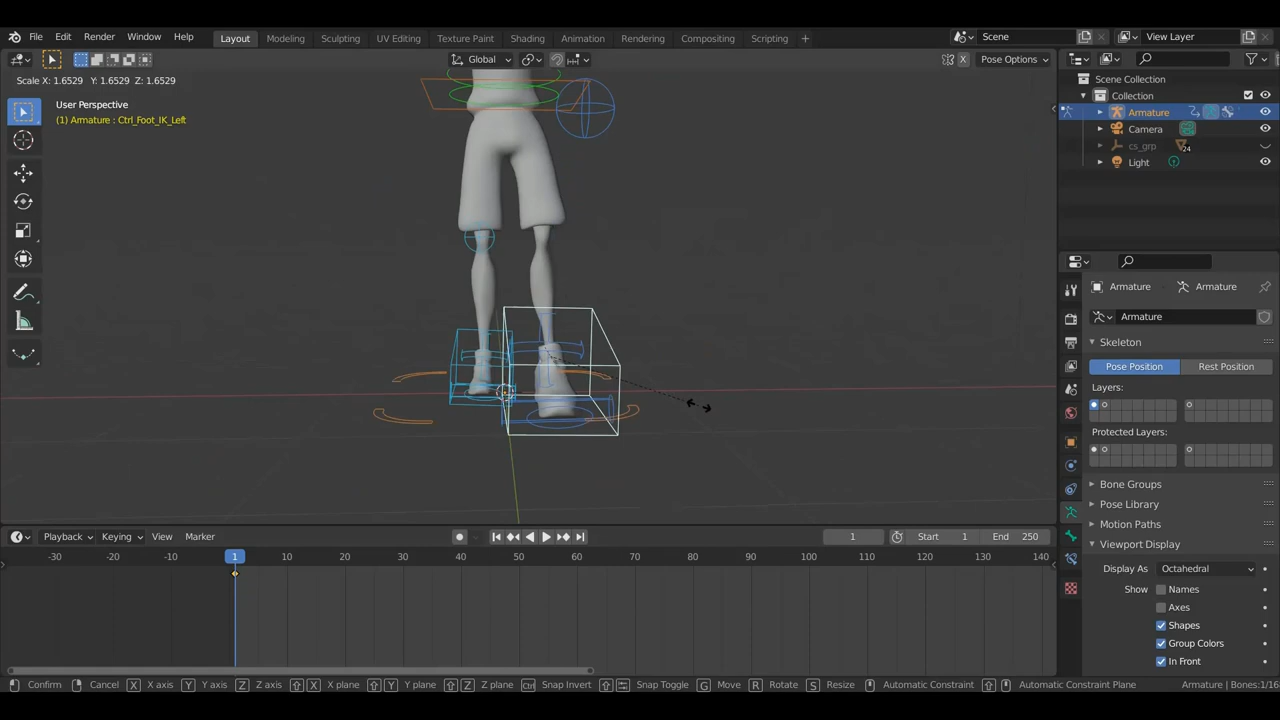 File Edit Render Window Help Layout Modeling Sculpting UV Editing Texture Paint Shading Animation Rendering Compositing Scripting + Scene View Layer
Global X Pose Options
Scale X: 1.6529 Y: 1.6529 Z: 1.6529
User Perspective
(1) Armature : Ctrl_Foot_IK_Left
Scene Collection
Collection
Armature
Camera
cs_grp 24
Light
Armature Armature
Armature
Skeleton
Pose Position Rest Position
Layers:
Protected Layers:
Bone Groups
Pose Library
Motion Paths
Viewport Display
Display As Octahedral
Show Names
Axes
Shapes
Group Colors
In Front
Playback Keying View Marker 1 Start 1 End 250
-30 -20 -10 1 10 20 30 40 50 60 70 80 90 100 110 120 130 140
Confirm Cancel X X axis Y Y axis Z Z axis X X plane Y Y plane Z Z plane Ctrl Snap Invert Snap Toggle G Move R Rotate S Resize Automatic Constraint Automatic Constraint Plane Armature | Bones:1/16